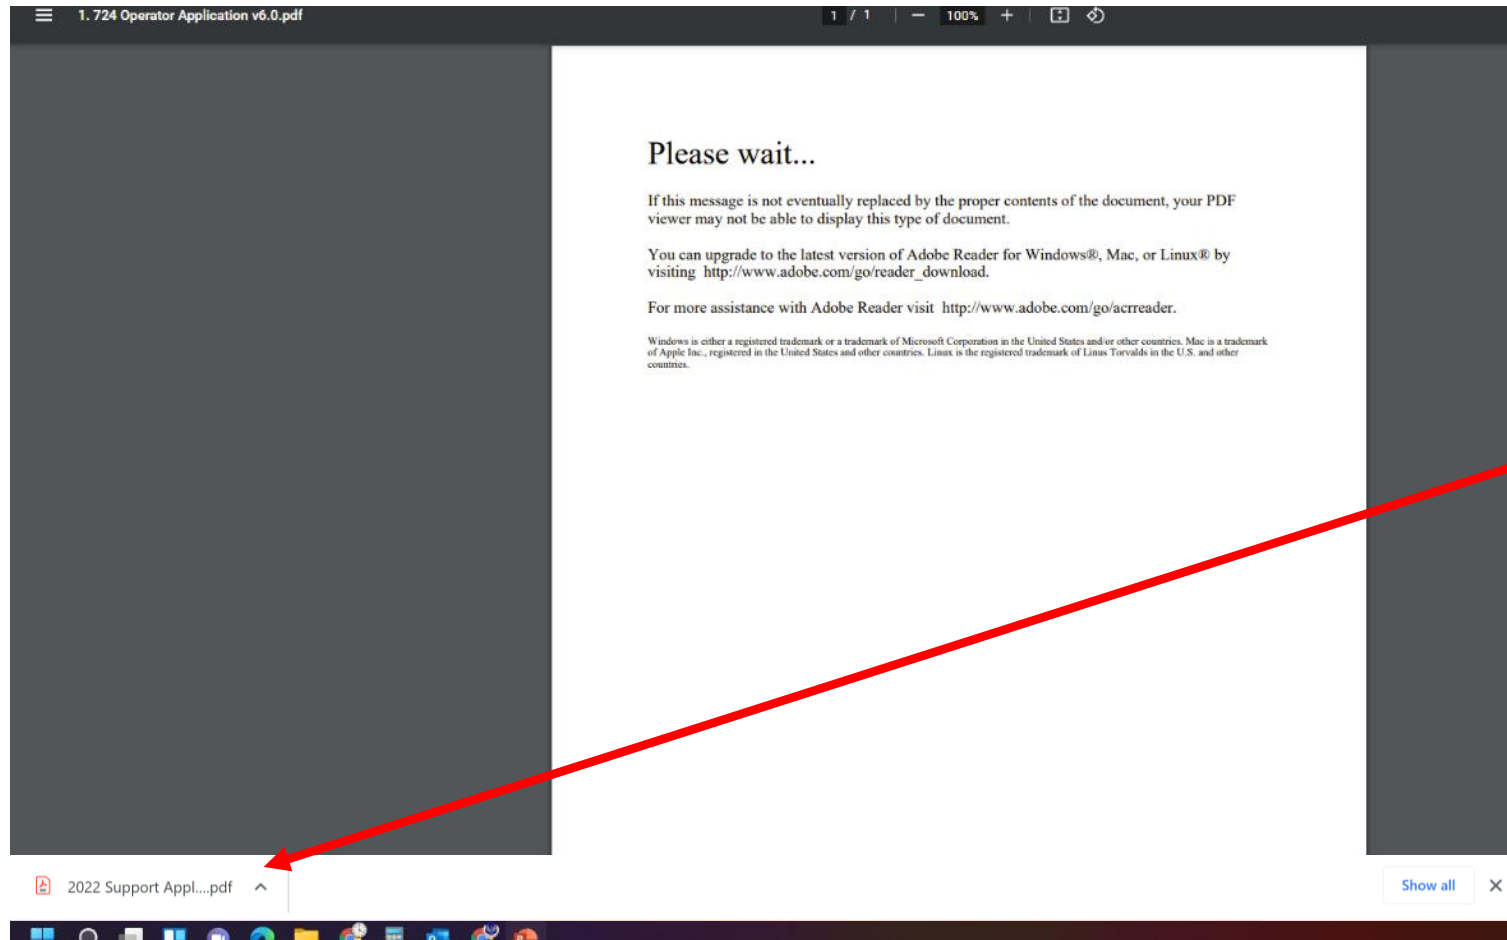 1. 724 Operator Application v6.0.pdf
1 / 1
100%
Please wait...
If this message is not eventually replaced by the proper contents of the document, your PDF
viewer may not be able to display this type of document.
You can upgrade to the latest version of Adobe Reader for Windows®, Mac, or Linux® by
visiting http://www.adobe.com/go/reader_download.
For more assistance with Adobe Reader visit http://www.adobe.com/go/acrreader.
Windows is either a registered trademark or a trademark of Microsoft Corporation in the United States and/or other countries. Mac is a trademark
of Apple Inc., registered in the United States and other countries. Linux is the registered trademark of Linus Torvalds in the U.S. and other
countries.
2022 Support Appl....pdf
Show all